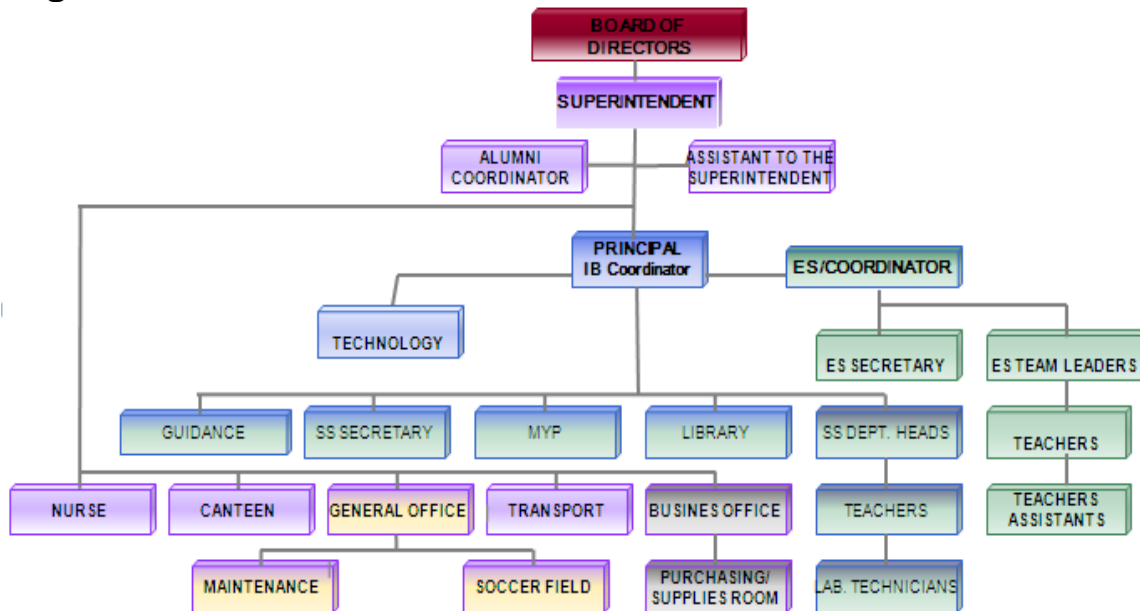 BOARD OF
DIRECTORS
SUPERINTENDENT
ALUMNI
COORDINATOR
ASSISTANT TO THE
SUPERINTENDENT
PRINCIPAL
IB Coordinator
ES/COORDINATOR
TECHNOLOGY
ES SECRETARY
ES TEAM LEADERS
GUIDANCE
SS SECRETARY
MYP
LIBRARY
SS DEPT. HEADS
TEACHERS
NURSE
CANTEEN
GENERAL OFFICE
TRANSPORT
BUSINES OFFICE
TEACHERS
TEACHERS
ASSISTANTS
MAINTENANCE
SOCCER FIELD
PURCHASING/
SUPPLIES ROOM
LAB. TECHNICIANS